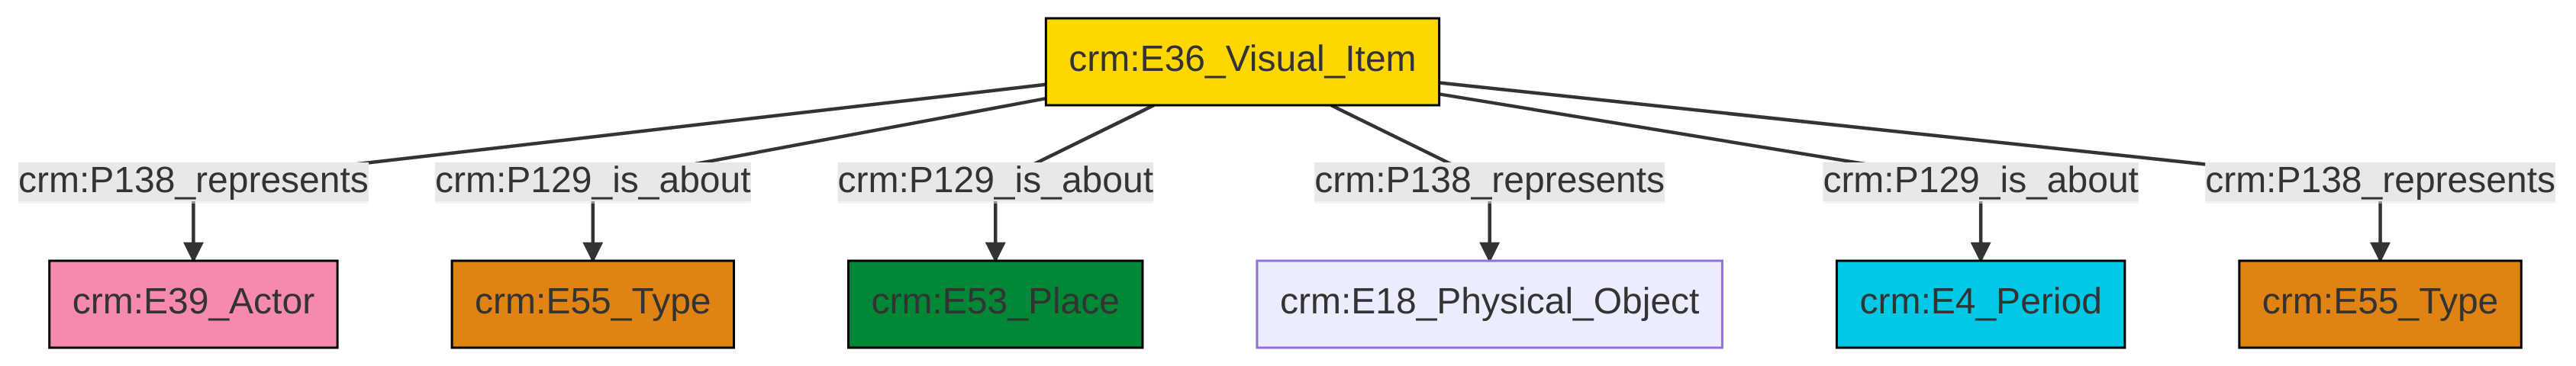 crm:E36_Visual_Item
crm:P138_represents
crm:P129_is_about
crm:P129_is_about
crm:P138_represents
crm:P129_is_about
crm:P138_represents
crm:E39_Actor
crm:E55_Type
crm:E53_Place
crm:E18_Physical_Object
crm:E4_Period
crm:E55_Type